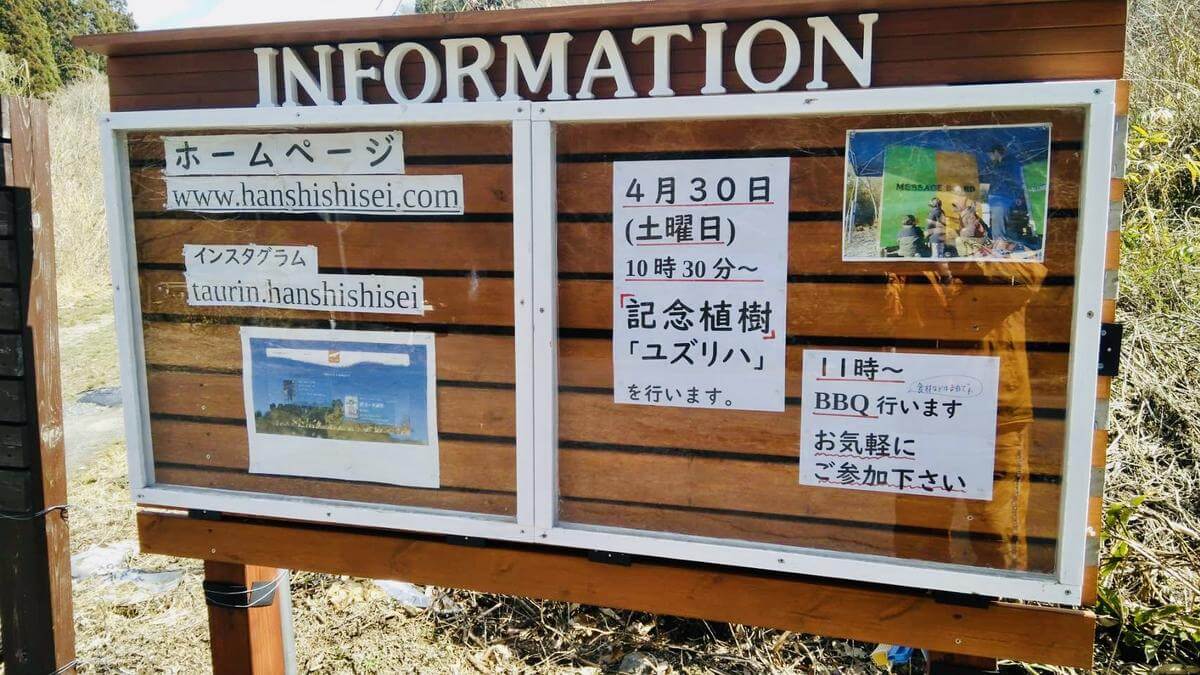 INFORMATION
ホームページ
www.hanshishisei.com
インスタグラム
taurin.hanshishisei
4月30日
(土曜日)
10時30分~
「記念植樹」
「ユズリハ」
を行います。
MESSAGE BOARD
11時~
BBQ行います
お気軽に
ご参加下さい